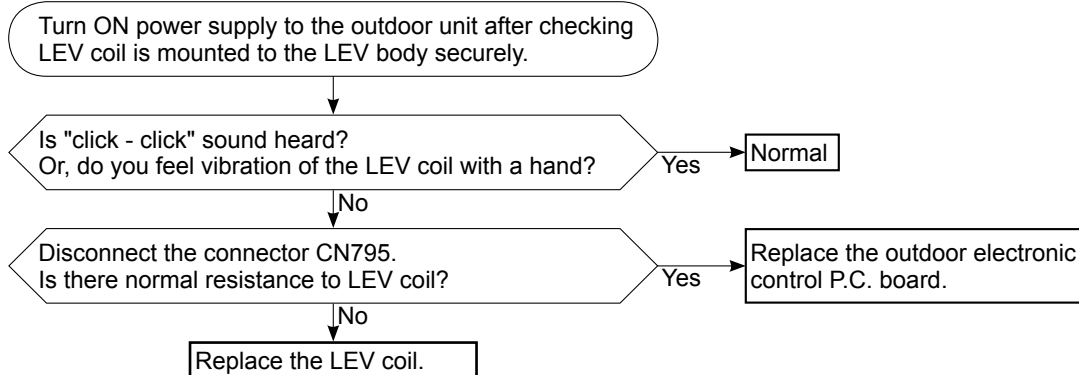 Turn ON power supply to the outdoor unit after checking
LEV coil is mounted to the LEV body securely.
Is "click - click" sound heard?
Or, do you feel vibration of the LEV coil with a hand?
Yes
Normal
No
Disconnect the connector CN795.
Is there normal resistance to LEV coil?
Yes
Replace the outdoor electronic
control P.C. board.
No
Replace the LEV coil.